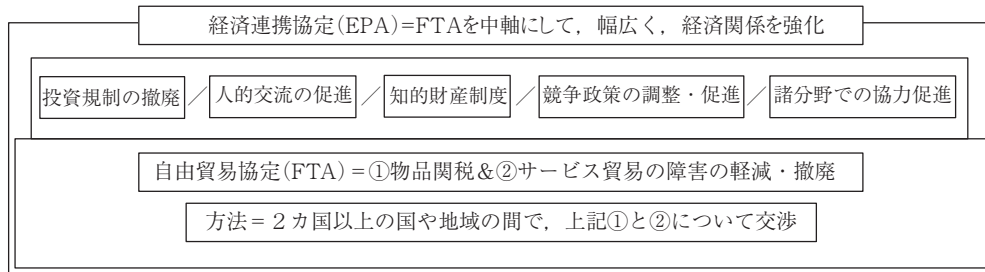 経済連携協定(EPA)=FTAを中軸にして，幅広く，経済関係を強化
投資規制の撤廃／人的交流の促進／知的財産制度／競争政策の調整・促進／諸分野での協力促進
自由貿易協定(FTA)=①物品関税&②サービス貿易の障害の軽減・撤廃
方法=２カ国以上の国や地域の間で，上記①と②について交渉